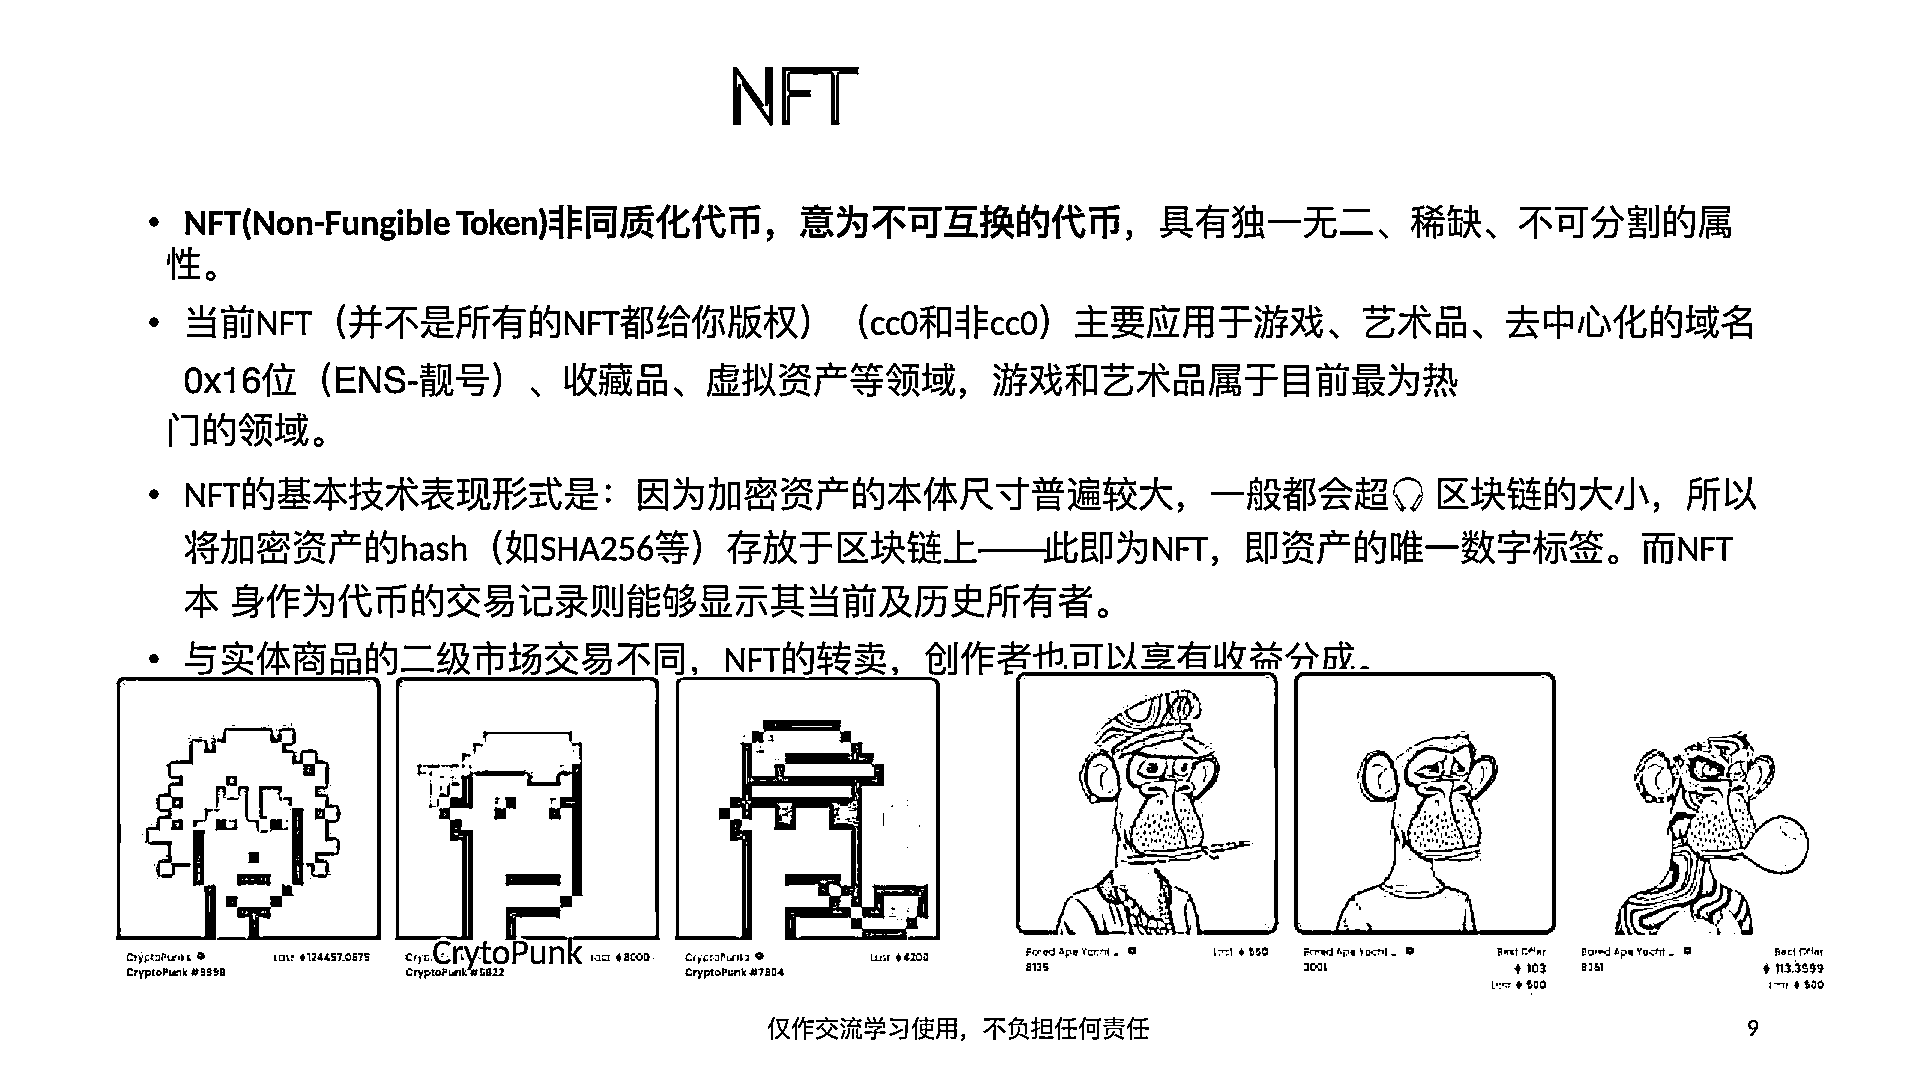 NFT
• NFT(Non-Fungible Token)非同质化代币，意为不可互换的代币，具有独一无二、稀缺、不可分割的属
性。
• 当前NFT（并不是所有的NFT都给你版权）（cc0和非cc0）主要应用于游戏、艺术品、去中心化的域名
0x16位（ENS-靓号）、收藏品、虚拟资产等领域，游戏和艺术品属于目前最为热
门的领域。
• NFT的基本技术表现形式是：因为加密资产的本体尺寸普遍较大，一般都会超 区块链的大小，所以
将加密资产的hash（如SHA256等）存放于区块链上——此即为NFT，即资产的唯一数字标签。而NFT
本 身作为代币的交易记录则能够显示其当前及历史所有者。
• 与实体商品的二级市场交易不同，NFT的转卖，创作者也可以享有收益分成。
CryptoPunks Last 124457.0675
CryptoPunk #9998
CrytoPunk
Last 8000
CryptoPunk #5822
CryptoPunks Last 4200
CryptoPunk #7804
Bored Ape Yacht ... Last
8135
Bored Ape Yacht ... Best Offer
3001 103
Last 500
Bored Ape Yacht ... Best Offer
113.3999
Last 500
仅作交流学习使用，不负担任何责任
9